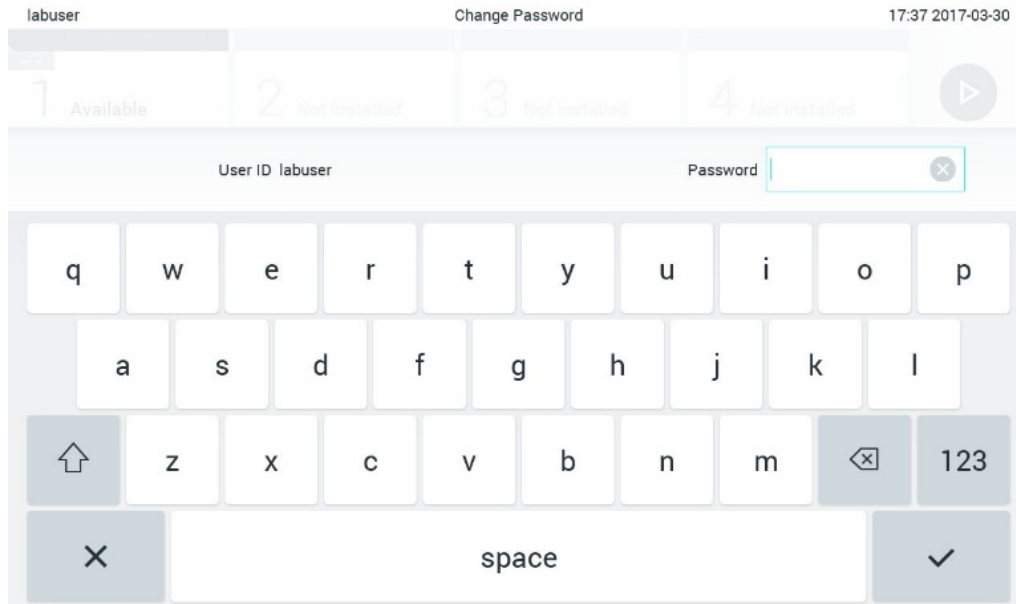 labuser Change Password 17:37 2017-03-30
1 Available 2 Not installed 3 Not installed 4 Not installed
User ID labuser Password
q w e r t y u i o p
a s d f g h j k l
z x c v b n m 123
space